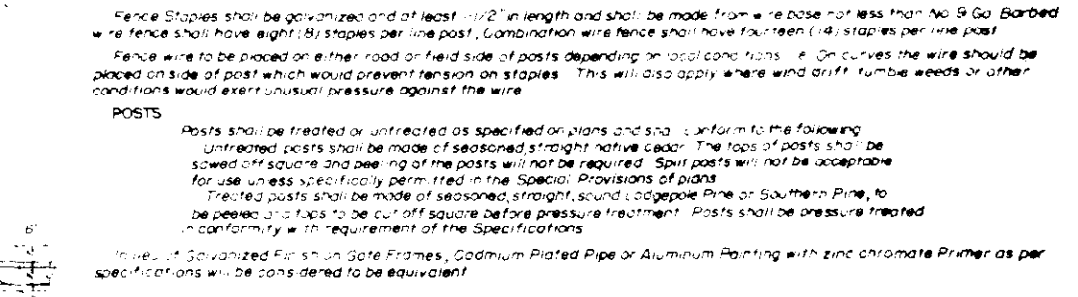 Fence Staples shall be galvanized and at least 1-1/2" in length and shall be made from wire base not less than No 9 Ga Barbed
wire fence shall have eight (8) staples per line post, Combination wire fence shall have fourteen (14) staples per line post
Fence wire to be placed on either road or field side of posts depending on local conditions i.e. On curves the wire should be
placed on side of post which would prevent tension on staples This will also apply where wind drift, tumble weeds or other
conditions would exert unusual pressure against the wire
POSTS
Posts shall be treated or untreated as specified on plans and shall conform to the following
Untreated posts shall be made of seasoned, straight native cedar The tops of posts shall be
sawed off square and peeling of the posts will not be required Split posts will not be acceptable
for use unless specifically permitted in the Special Provisions of plans
Treated posts shall be made of seasoned, straight, sound Lodgepole Pine or Southern Pine, to
be peeled and tops to be cut off square before pressure treatment Posts shall be pressure treated
in conformity with requirement of the Specifications
6'
In lieu of Galvanized Finish on Gate Frames, Cadmium Plated Pipe or Aluminum Painting with zinc chromate Primer as per
specifications will be considered to be equivalent